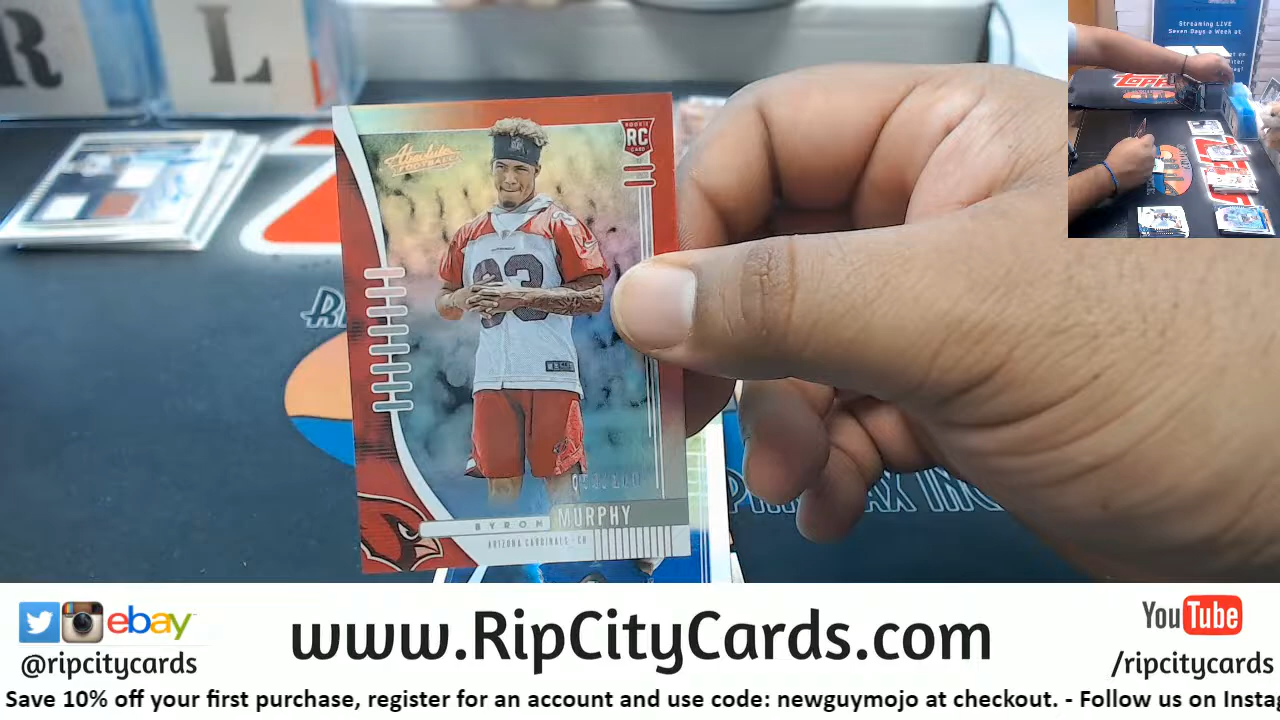 R
L
Absolute
FOOTBALL
ROOKIE
RC
CARD
NFL
33
BYRON MURPHY
ARIZONA CARDINALS - CB
Streaming LIVE
Seven Days a Week at
TOPPS
ebay
www.RipCityCards.com
YouTube
@ripcitycards
/ripcitycards
Save 10% off your first purchase, register for an account and use code: newguymojo at checkout. - Follow us on Instag